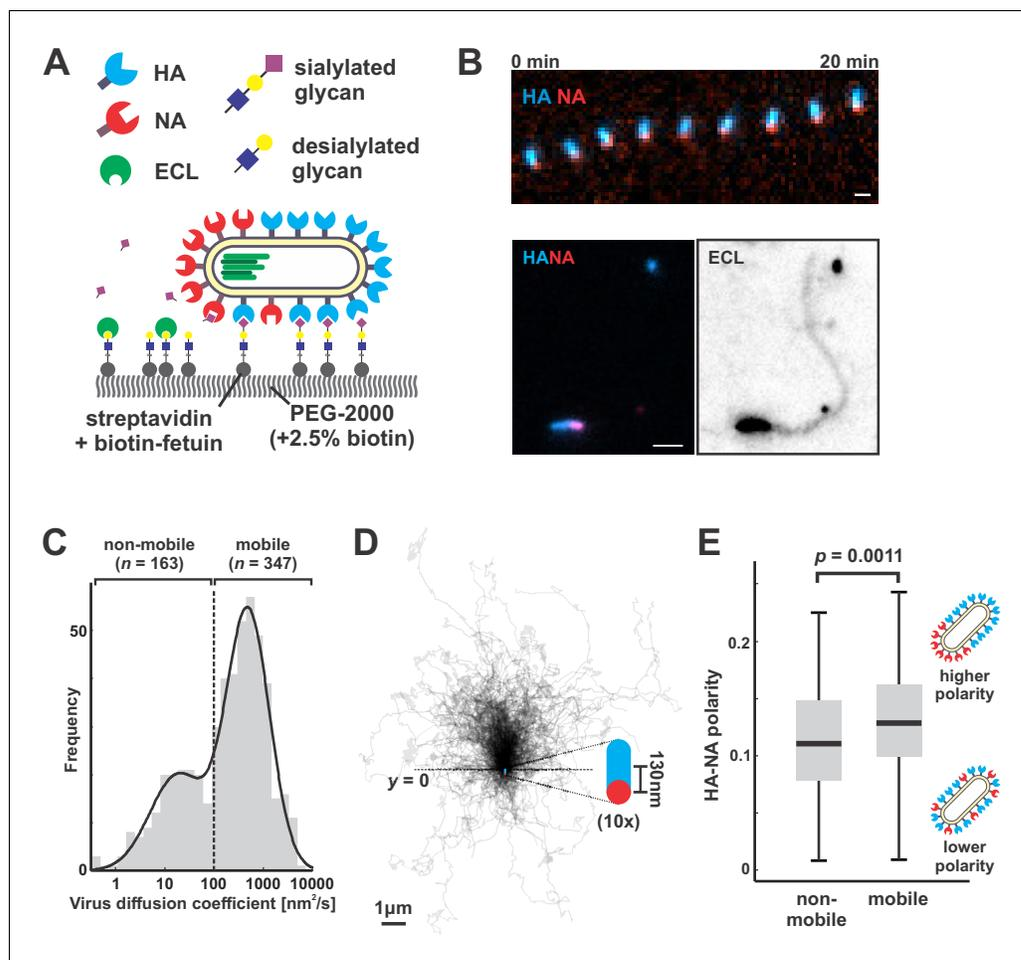 A
HA
NA
ECL
sialylated
glycan
desialylated
glycan
streptavidin
+ biotin-fetuin
PEG-2000
(+2.5% biotin)
B
0 min 20 min
HA NA
HANA
ECL
C
non-mobile
(n = 163)
mobile
(n = 347)
50
0
Frequency
1 10 100 1000 10000
Virus diffusion coefficient [nm²/s]
D
y = 0
130nm
(10x)
1µm
E
p = 0.0011
0.2
0.1
0
HA-NA polarity
higher
polarity
lower
polarity
non-
mobile
mobile